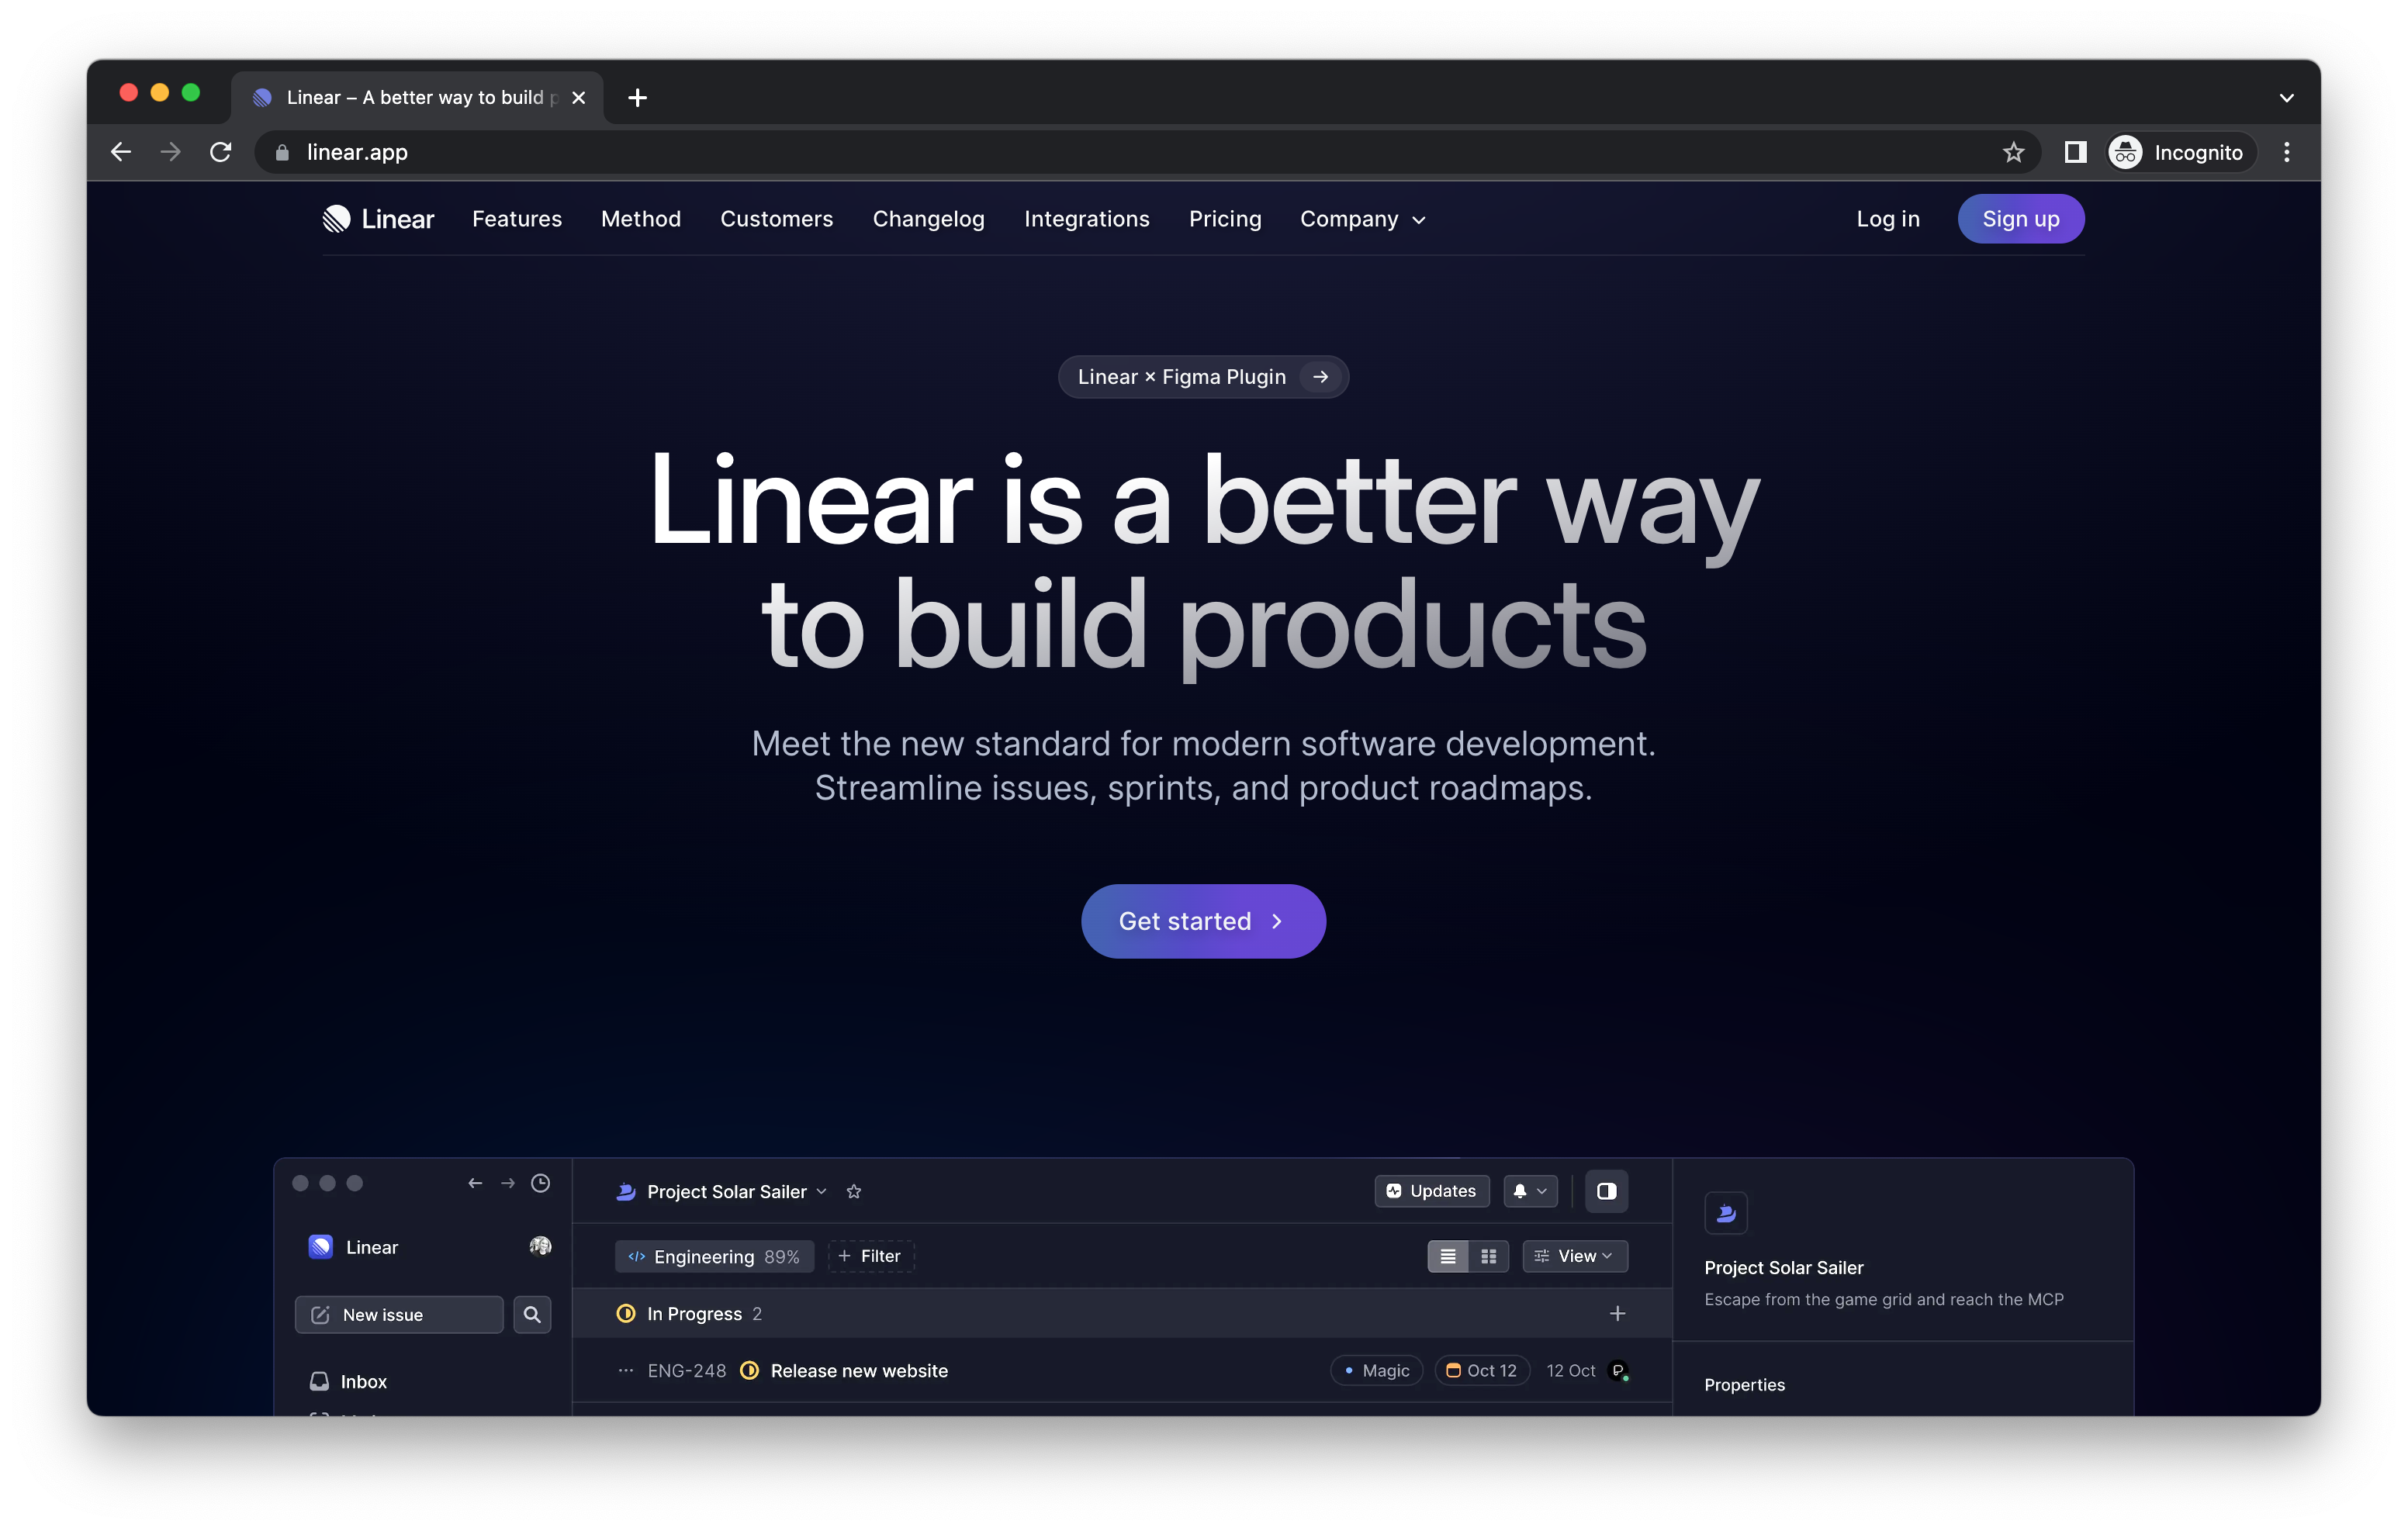 Linear – A better way to build
linear.app
Incognito
Linear Features Method Customers Changelog Integrations Pricing Company Log in Sign up
Linear × Figma Plugin →
Linear is a better way
to build products
Meet the new standard for modern software development.
Streamline issues, sprints, and product roadmaps.
Get started
Linear
New issue
Inbox
Project Solar Sailer
Updates
Engineering 89%
+ Filter
View
In Progress 2
ENG-248 Release new website Magic Oct 12 12 Oct
Project Solar Sailer
Escape from the game grid and reach the MCP
Properties